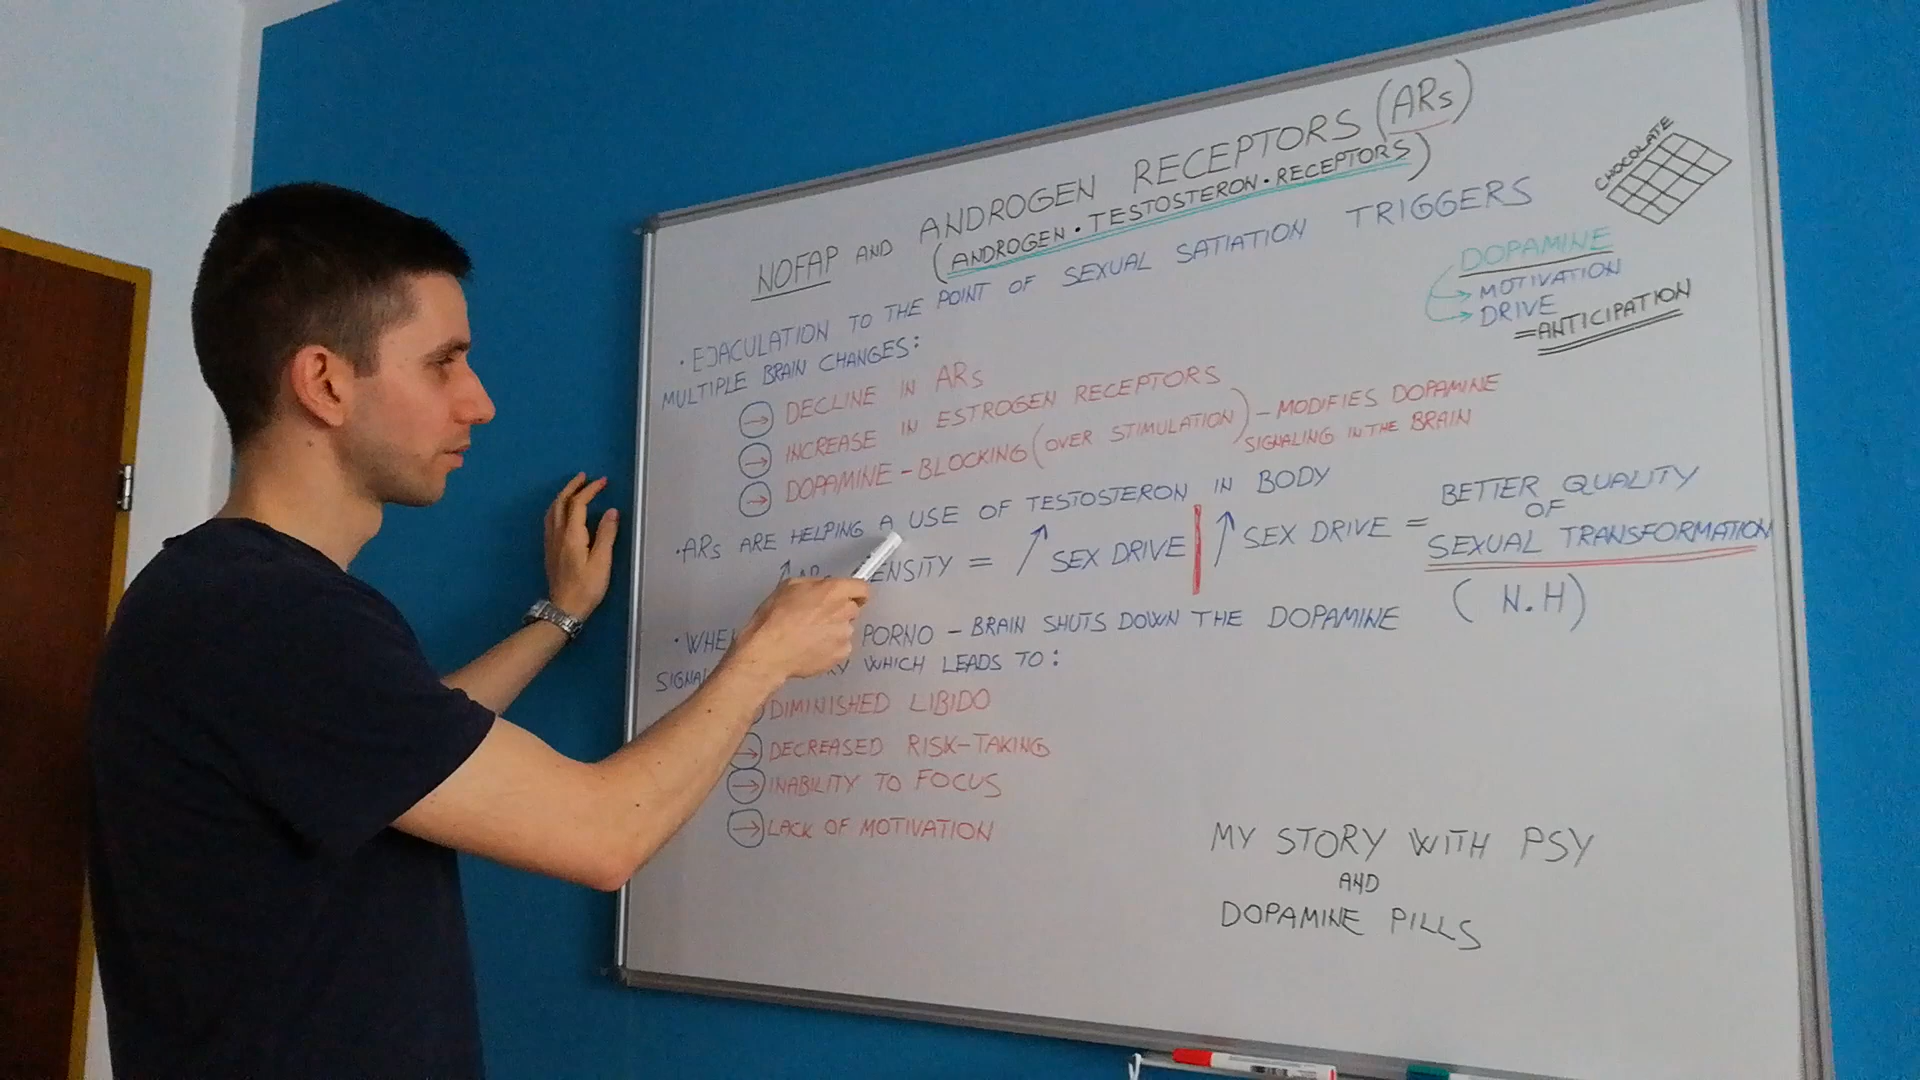 NOFAP AND ANDROGEN RECEPTORS (ARs)
(ANDROGEN · TESTOSTERON · RECEPTORS)
CHOCOLATE
· EJACULATION TO THE POINT OF SEXUAL SATIATION TRIGGERS
MULTIPLE BRAIN CHANGES:
DOPAMINE
→ MOTIVATION
→ DRIVE
= ANTICIPATION
→ DECLINE IN ARs
→ INCREASE IN ESTROGEN RECEPTORS
→ DOPAMINE - BLOCKING (OVER STIMULATION) - MODIFIES DOPAMINE
SIGNALING IN THE BRAIN
· ARs ARE HELPING A USE OF TESTOSTERON IN BODY
↑ ENSITY = ↑ SEX DRIVE | ↑ SEX DRIVE = BETTER QUALITY
OF
SEXUAL TRANSFORMATION
(N.H)
· WHEN PORNO - BRAIN SHUTS DOWN THE DOPAMINE
SIGNAL WHICH LEADS TO:
DIMINISHED LIBIDO
→ DECREASED RISK-TAKING
→ INABILITY TO FOCUS
→ LACK OF MOTIVATION
MY STORY WITH PSY
AND
DOPAMINE PILLS